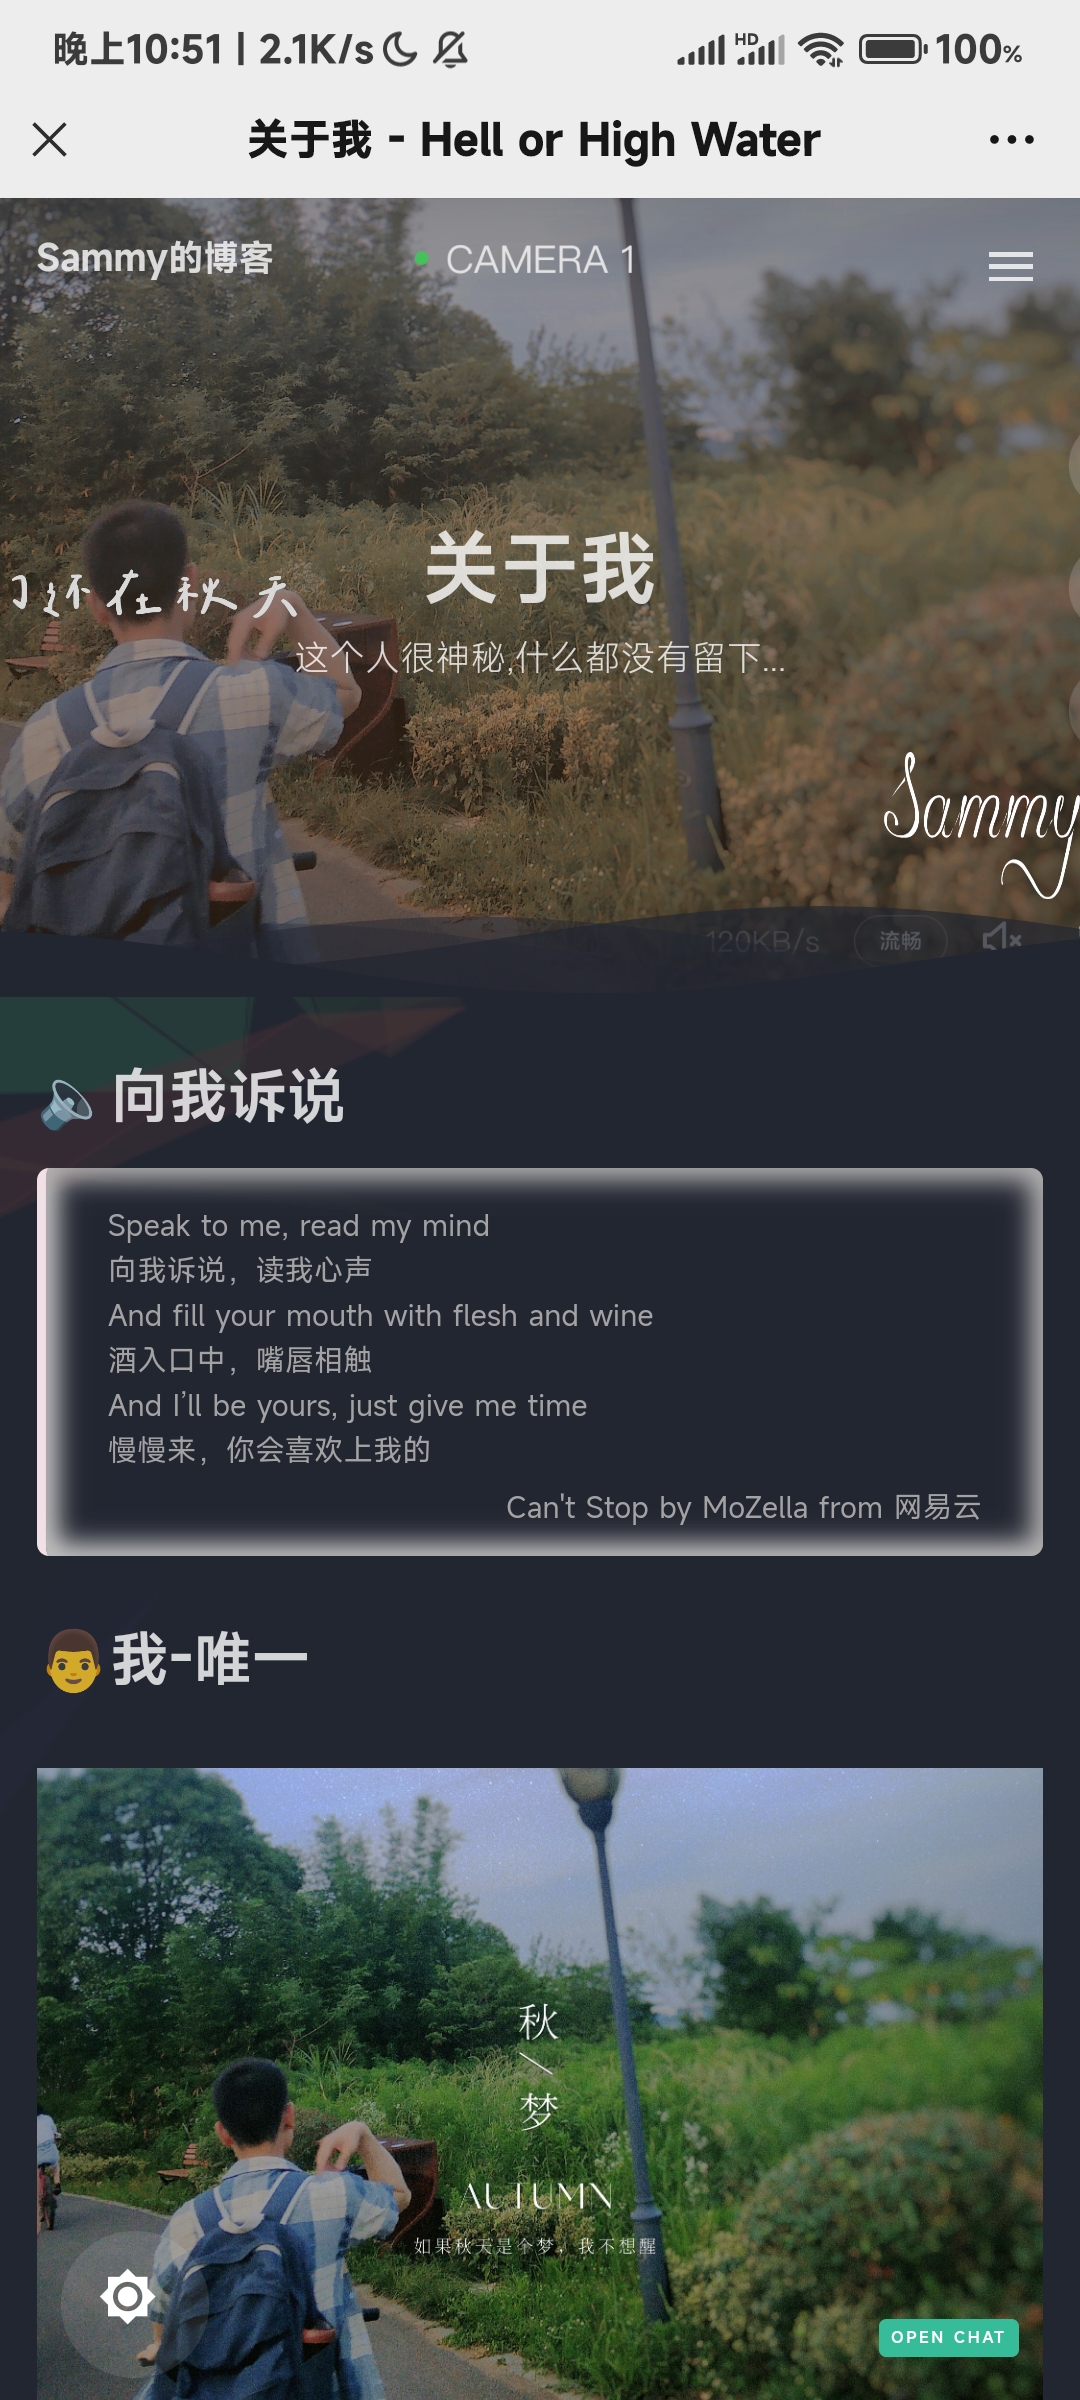 晚上10:51 | 2.1K/s HD 100%
关于我 - Hell or High Water
Sammy的博客
CAMERA 1
关于我
在秋天
这个人很神秘,什么都没有留下...
Sammy
120KB/s 流畅
向我诉说
Speak to me, read my mind
向我诉说，读我心声
And fill your mouth with flesh and wine
酒入口中，嘴唇相触
And I'll be yours, just give me time
慢慢来，你会喜欢上我的
Can't Stop by MoZella from 网易云
我-唯一
秋
梦
AUTUMN
如果秋天是个梦，我不想醒
OPEN CHAT